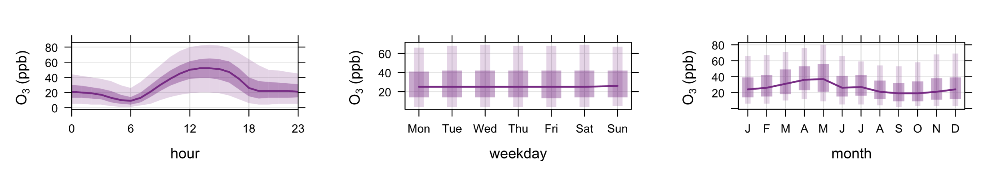 O3 (ppb)
80
60
40
20
0
0 6 12 18 23
hour
O3 (ppb)
60
40
20
Mon Tue Wed Thu Fri Sat Sun
weekday
O3 (ppb)
80
60
40
20
J F M A M J J A S O N D
month